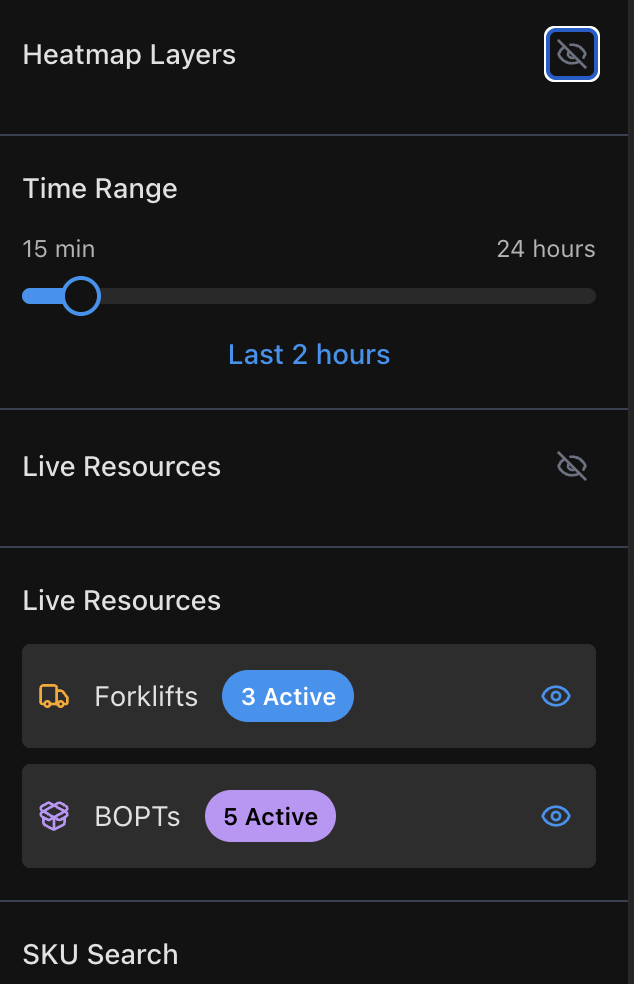 Heatmap Layers
Time Range
15 min 24 hours
Last 2 hours
Live Resources
Live Resources
Forklifts 3 Active
BOPTs 5 Active
SKU Search